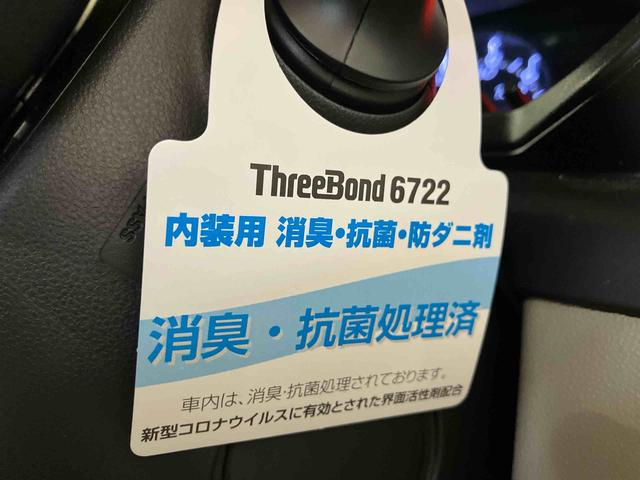 ThreeBond 6722
内装用 消臭・抗菌・防ダニ剤
消臭・抗菌処理済
車内は、消臭・抗菌処理されております。
新型コロナウイルスに有効とされた界面活性剤配合